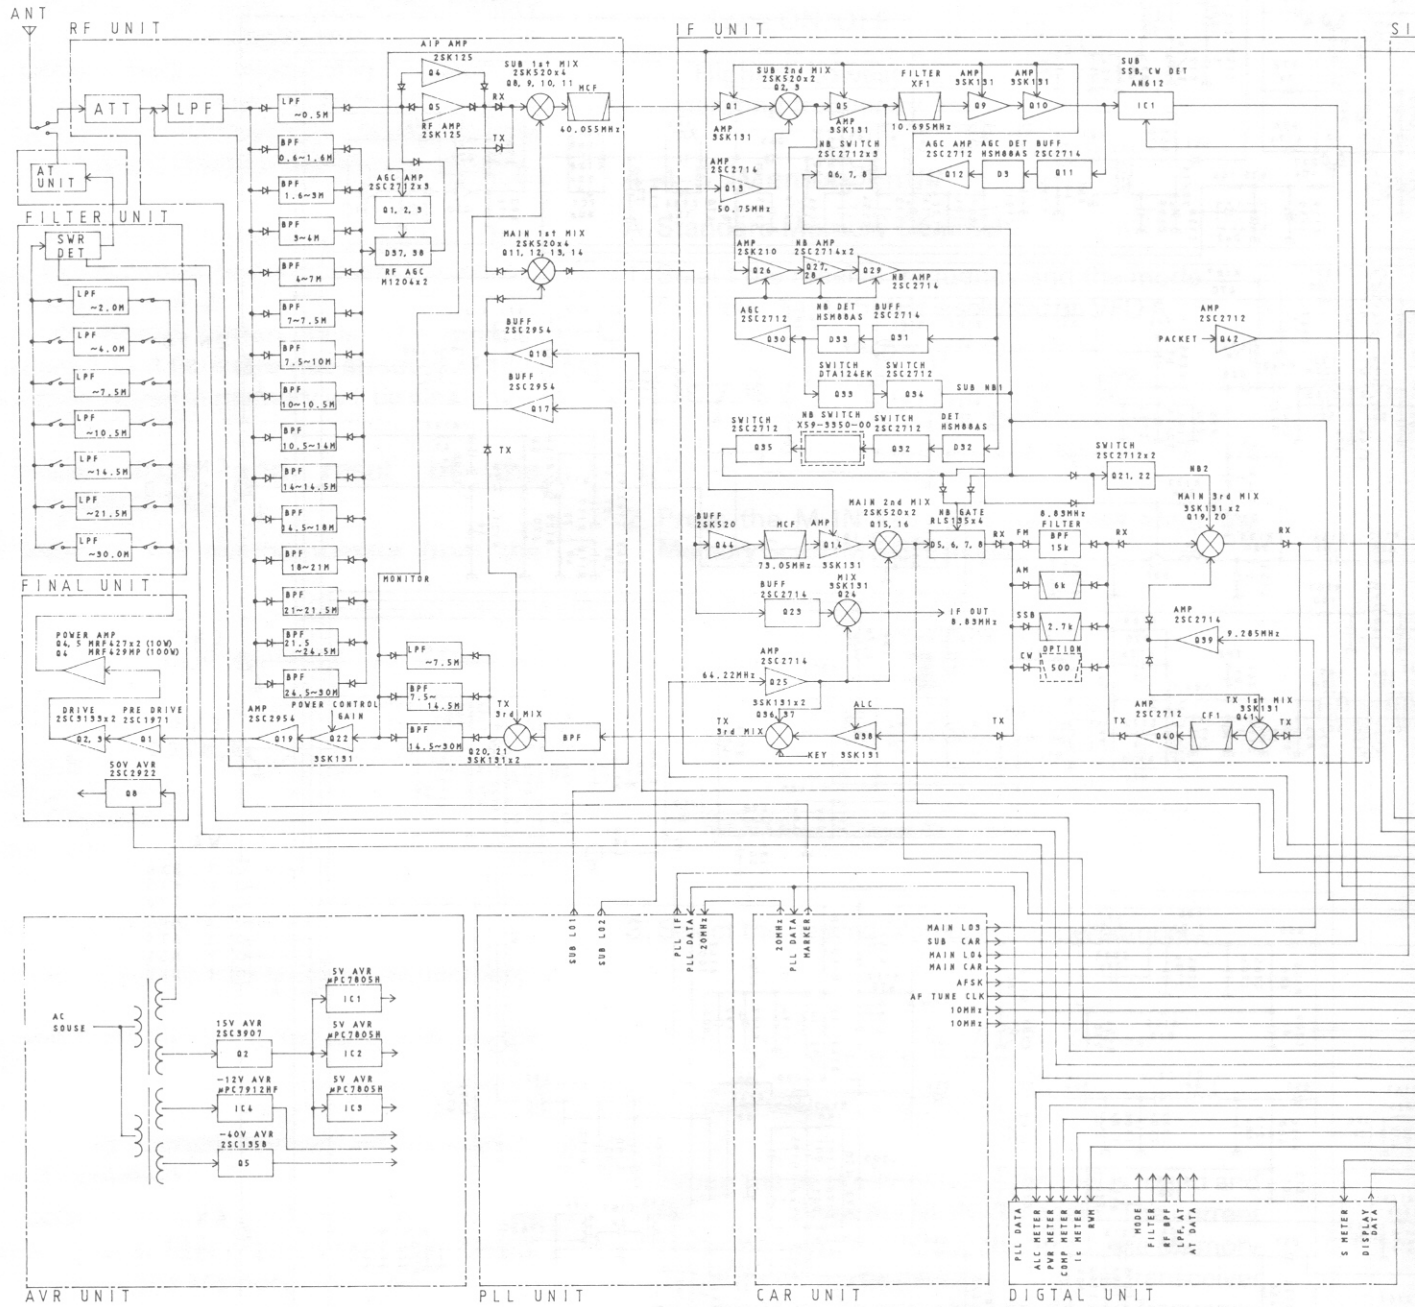 ANT
RF UNIT
IF UNIT
SI
ATT
LPF
AT
UNIT
FILTER UNIT
SWR
DET
LPF
~2.0M
LPF
~4.0M
LPF
~7.5M
LPF
~10.5M
LPF
~14.5M
LPF
~21.5M
LPF
~30.0M
FINAL UNIT
POWER AMP
Q4,5 MRF427x2 (10W)
Q4 MRF429MP (100W)
DRIVE
2SC3133x2
Q2, 3
PRE DRIVE
2SC1971
Q1
50V AVR
2SC2922
Q8
LPF
~0.5M
BPF
0.6~1.6M
BPF
1.6~3M
BPF
3~4M
BPF
4~7M
BPF
7~7.5M
BPF
7.5~10M
BPF
10~10.5M
BPF
10.5~14M
BPF
14~14.5M
BPF
14.5~18M
BPF
18~21M
BPF
21~21.5M
BPF
21.5
~24.5M
BPF
24.5~30M
AIP AMP
2SK125
Q4
Q5
RF AMP
2SK125
RX
TX
SUB 1st MIX
2SK520x4
Q8, 9, 10, 11
MCF
40.055MHz
AGC AMP
2SC2712x3
Q1, 2, 3
D37, 38
RF AGC
M1204x2
MAIN 1st MIX
2SK520x4
Q11, 12, 13, 14
BUFF
2SC2954
Q18
BUFF
2SC2954
Q17
TX
MONITOR
LPF
~7.5M
BPF
7.5~
14.5M
BPF
14.5~30M
TX
3rd MIX
Q20, 21
3SK131x2
BPF
AMP
2SC2954
Q19
POWER CONTROL
GAIN
Q22
3SK131
Q1
AMP
3SK131
SUB 2nd MIX
2SK520x2
Q2, 3
Q5
AMP
3SK131
FILTER
XF1
10.695MHz
AMP
3SK131
Q9
AMP
3SK131
Q10
SUB
SSB, CW DET
AN612
IC1
AMP
2SC2714
Q13
50.75MHz
NB SWITCH
2SC2712x3
Q6, 7, 8
AGC AMP
2SC2712
Q12
AGC DET
HSM88AS
D3
BUFF
2SC2714
Q11
AMP
2SK210
Q26
NB AMP
2SC2714x2
Q27,
28
Q29
NB AMP
2SC2714
AGC
2SC2712
Q30
NB DET
HSM88AS
D33
BUFF
2SC2714
Q31
SWITCH
DTA124EK
Q33
SWITCH
2SC2712
Q34
SUB NB1
SWITCH
2SC2712
Q35
NB SWITCH
X59-3350-00
SWITCH
2SC2712
Q32
DET
HSM88AS
D32
AMP
2SC2712
PACKET
Q42
SWITCH
2SC2712x2
Q21, 22
NB2
BUFF
2SK520
Q44
MCF
73.05MHz
AMP
Q14
3SK131
MAIN 2nd MIX
2SK520x2
Q15, 16
NB GATE
RLS135x4
D5, 6, 7, 8
RX
FM
8.83MHz
FILTER
BPF
15k
AM
6k
SSB
2.7k
OPTION
CW
500
RX
MAIN 3rd MIX
3SK131 x2
Q19, 20
RX
BUFF
2SC2714
Q23
MIX
3SK131
Q24
IF OUT
8.83MHz
AMP
2SC2714
Q39
9.285MHz
64.22MHz
AMP
2SC2714
Q25
3SK131x2
Q36, 37
TX
3rd MIX
ALC
Q38
3SK131
KEY
TX
TX
AMP
2SC2712
Q40
CF1
TX 1st MIX
3SK131
Q41
TX
SUB LO1
SUB LO2
PLL IF
PLL DATA
20MHz
20MHz
PLL DATA
MARKER
MAIN LO3
SUB CAR
MAIN LO4
MAIN CAR
AFSK
AF TUNE CLK
10MHz
10MHz
AC
SOUSE
15V AVR
2SC3907
Q2
-12V AVR
μPC7912HF
IC4
-40V AVR
2SC1358
Q5
5V AVR
μPC7805H
IC1
5V AVR
μPC7805H
IC2
5V AVR
μPC7805H
IC3
PLL DATA
ALC METER
PWR METER
COMP METER
Ic METER
RWM
MODE
FILTER
RF BPF
LPF, AT
AT DATA
S METER
DISPLAY
DATA
AVR UNIT
PLL UNIT
CAR UNIT
DIGTAL UNIT